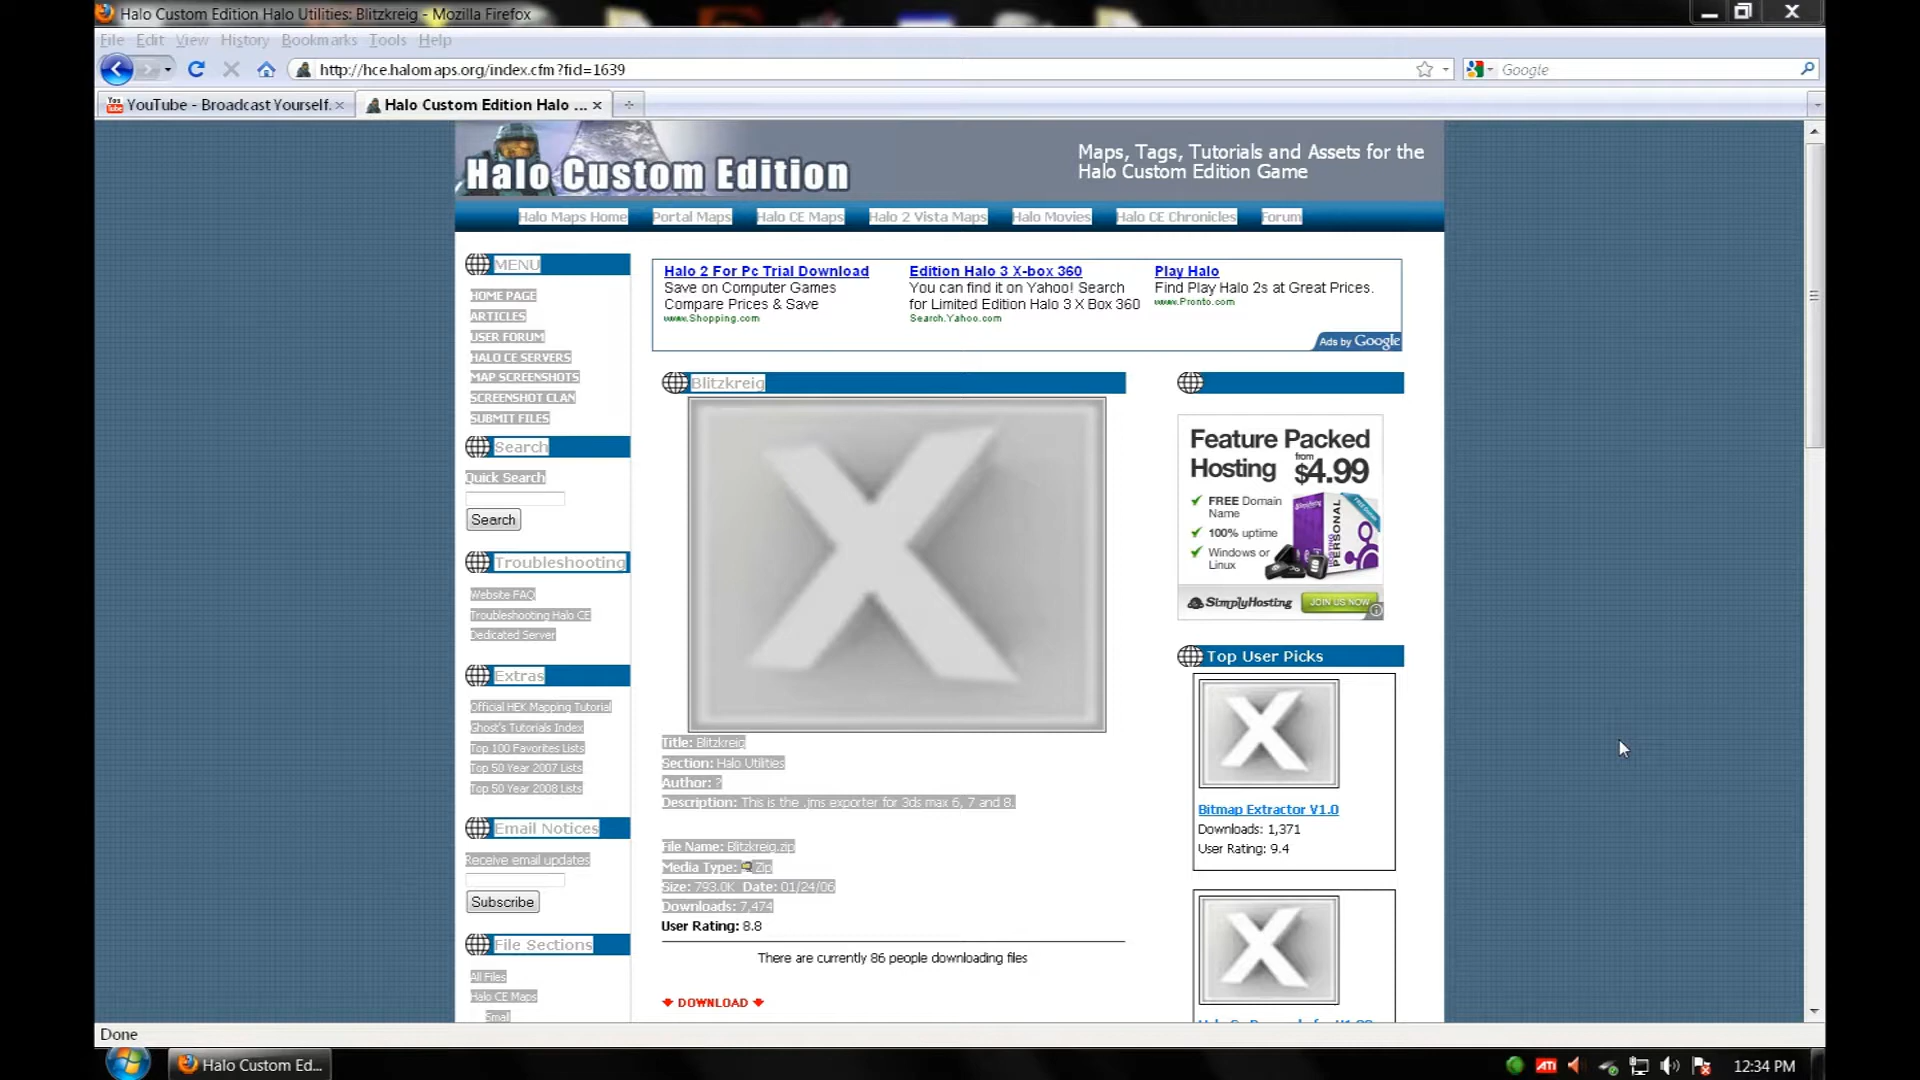 Halo Custom Edition Halo Utilities: Blitzkreig - Mozilla Firefox
File Edit View History Bookmarks Tools Help
http://hce.halomaps.org/index.cfm?fid=1639
Google
YouTube - Broadcast Yourself.
Halo Custom Edition Halo ...
Halo Custom Edition
Maps, Tags, Tutorials and Assets for the
Halo Custom Edition Game
Halo Maps Home Portal Maps Halo CE Maps Halo 2 Vista Maps Halo Movies Halo CE Chronicles Forum
MENU
HOME PAGE
ARTICLES
USER FORUM
HALO CE SERVERS
MAP SCREENSHOTS
SCREENSHOT CLAN
SUBMIT FILES
Search
Quick Search
Search
Troubleshooting
Website FAQ
Troubleshooting Halo CE
Dedicated Server
Extras
Official HEK Mapping Tutorial
Ghost's Tutorials Index
Top 100 Favorites Lists
Top 50 Year 2007 Lists
Top 50 Year 2008 Lists
Email Notices
Receive email updates
Subscribe
File Sections
All Files
Halo CE Maps
Small
Halo 2 For Pc Trial Download
Save on Computer Games
Compare Prices & Save
www.Shopping.com
Edition Halo 3 X-box 360
You can find it on Yahoo! Search
for Limited Edition Halo 3 X Box 360
Search.Yahoo.com
Play Halo
Find Play Halo 2s at Great Prices.
www.Pronto.com
Ads by Google
Blitzkreig
Title: Blitzkreig
Section: Halo Utilities
Author: ?
Description: This is the .jms exporter for 3ds max 6, 7 and 8.
File Name: Blitzkreig.zip
Media Type: Zip
Size: 793.0K Date: 01/24/06
Downloads: 7,474
User Rating: 8.8
There are currently 86 people downloading files
DOWNLOAD
Feature Packed
Hosting from $4.99
FREE Domain
Name
100% uptime
Windows or
Linux
HOSTING
PERSONAL
SimplyHosting
JOIN US NOW
Top User Picks
Bitmap Extractor V1.0
Downloads: 1,371
User Rating: 9.4
Done
Halo Custom Ed...
ATI
12:34 PM